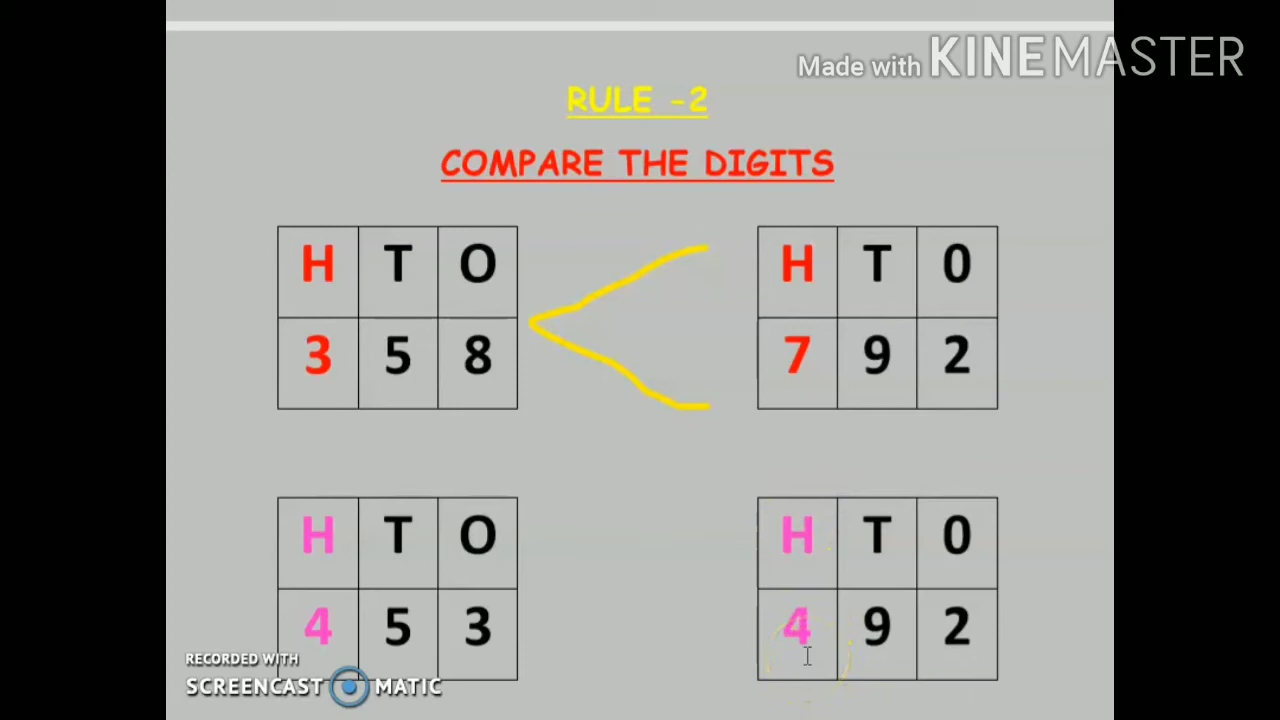 Made with KINEMASTER
RULE -2
COMPARE THE DIGITS
H T O H T 0
3 5 8 < 7 9 2
H T O H T 0
4 5 3 4 9 2
RECORDED WITH
SCREENCAST MATIC